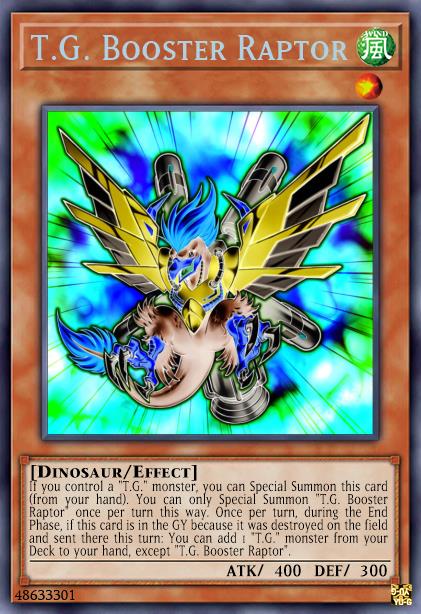 T.G. Booster Raptor
WIND
風
[Dinosaur/Effect]
If you control a "T.G." monster, you can Special Summon this card
(from your hand). You can only Special Summon "T.G. Booster
Raptor" once per turn this way. Once per turn, during the End
Phase, if this card is in the GY because it was destroyed on the field
and sent there this turn: You can add 1 "T.G." monster from your
Deck to your hand, except "T.G. Booster Raptor".
ATK/ 400 DEF/ 300
48633301